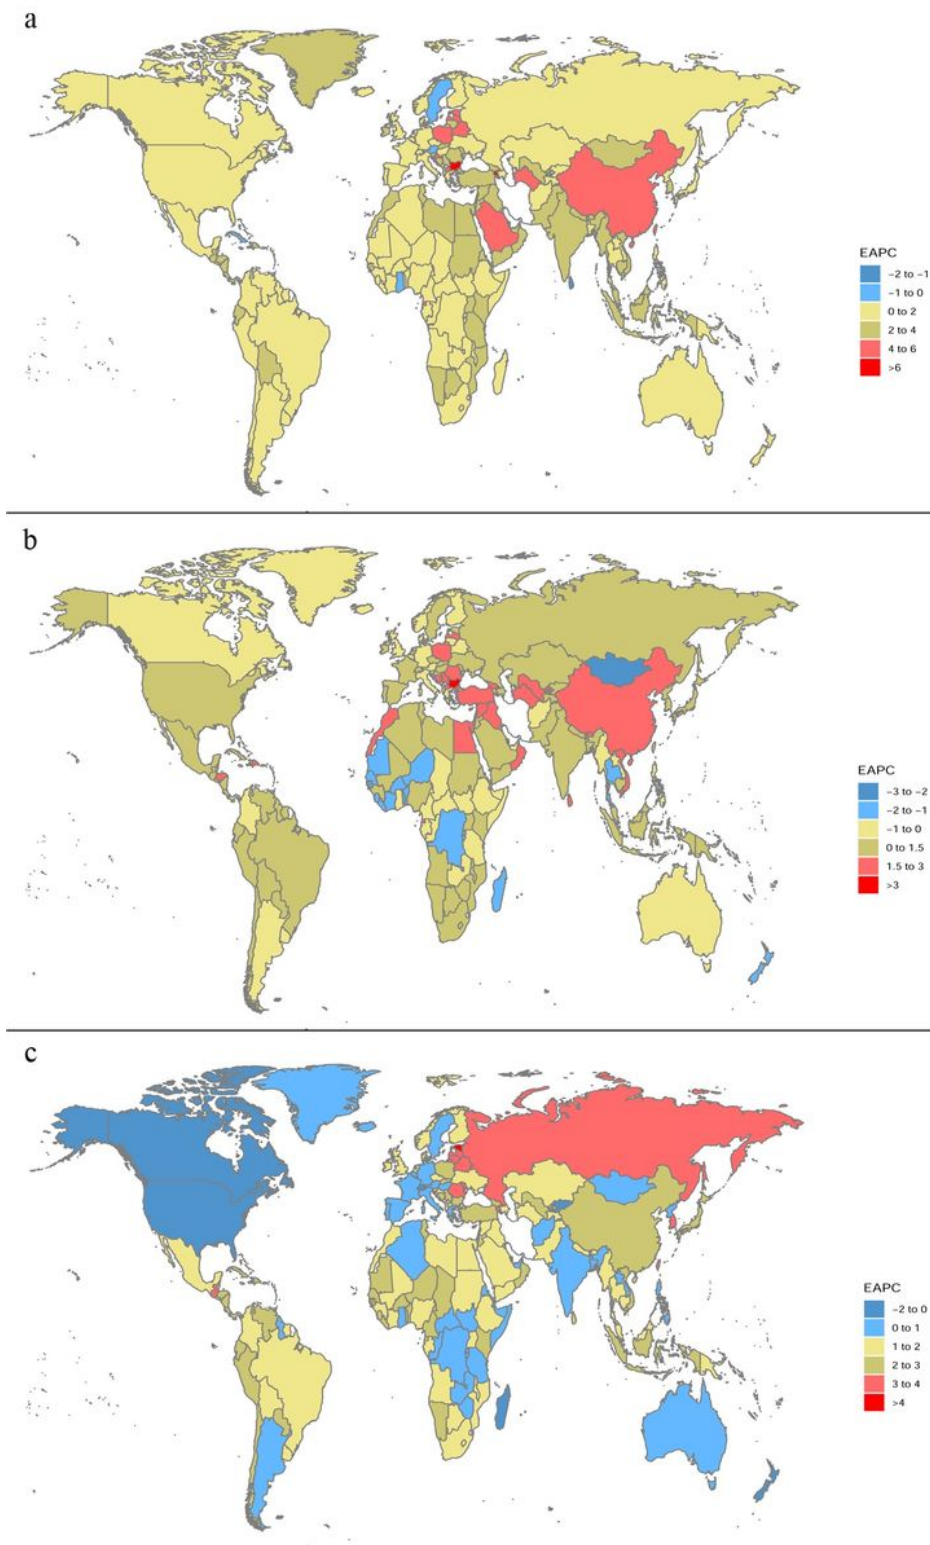 a
EAPC
−2 to −1
−1 to 0
0 to 2
2 to 4
4 to 6
>6
b
EAPC
−3 to −2
−2 to −1
−1 to 0
0 to 1.5
1.5 to 3
>3
c
EAPC
−2 to 0
0 to 1
1 to 2
2 to 3
3 to 4
>4